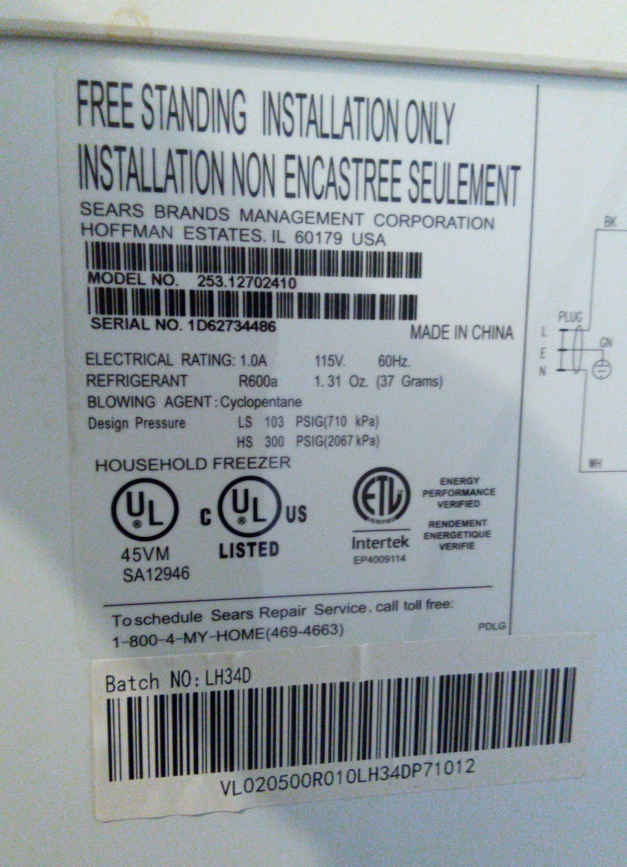 FREE STANDING INSTALLATION ONLY
INSTALLATION NON ENCASTREE SEULEMENT
SEARS BRANDS MANAGEMENT CORPORATION
HOFFMAN ESTATES. IL 60179 USA
MODEL NO. 253.12702410
SERIAL NO. 1D62734486
MADE IN CHINA
ELECTRICAL RATING: 1.0A 115V. 60Hz.
REFRIGERANT R600a 1.31 Oz. (37 Grams)
BLOWING AGENT: Cyclopentane
Design Pressure LS 103 PSIG(710 kPa)
HS 300 PSIG(2067 kPa)
HOUSEHOLD FREEZER
UL
45VM
SA12946
C UL US
LISTED
ETL
Intertek
EP4009114
ENERGY
PERFORMANCE
VERIFIED
RENDEMENT
ENERGETIQUE
VERIFIE
To schedule Sears Repair Service. call toll free:
1-800-4-MY-HOME(469-4663)
PDLG
BK
PLUG
L
E
N
GN
WH
Batch NO: LH34D
VL020500R010LH34DP71012